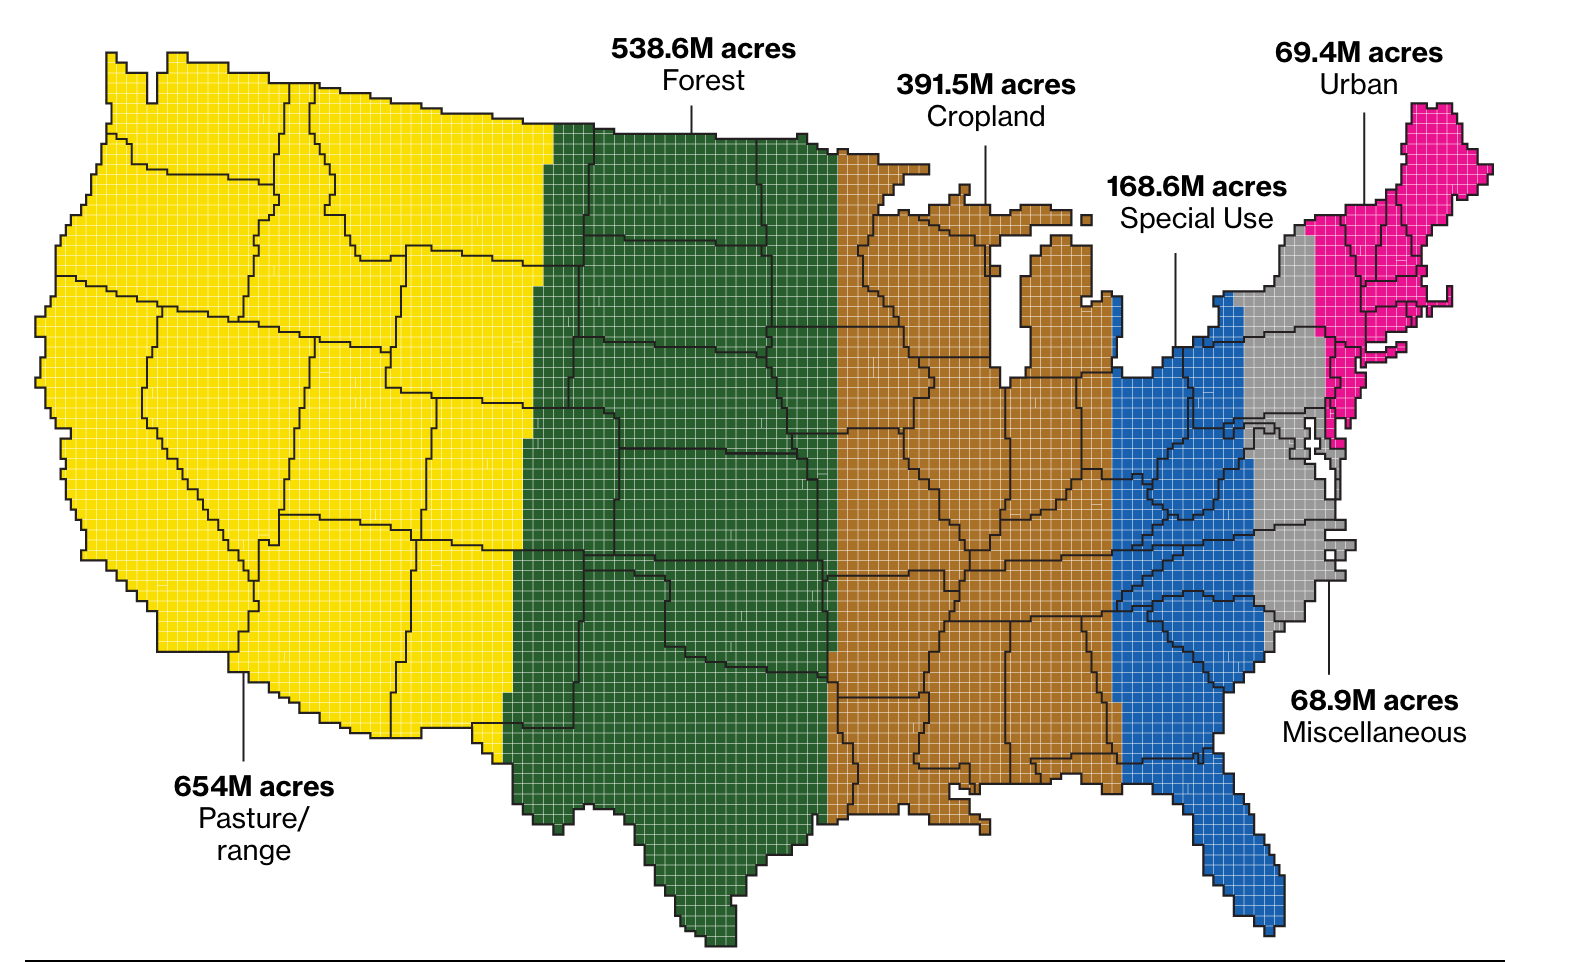 538.6M acres
Forest
391.5M acres
Cropland
69.4M acres
Urban
168.6M acres
Special Use
68.9M acres
Miscellaneous
654M acres
Pasture/
range